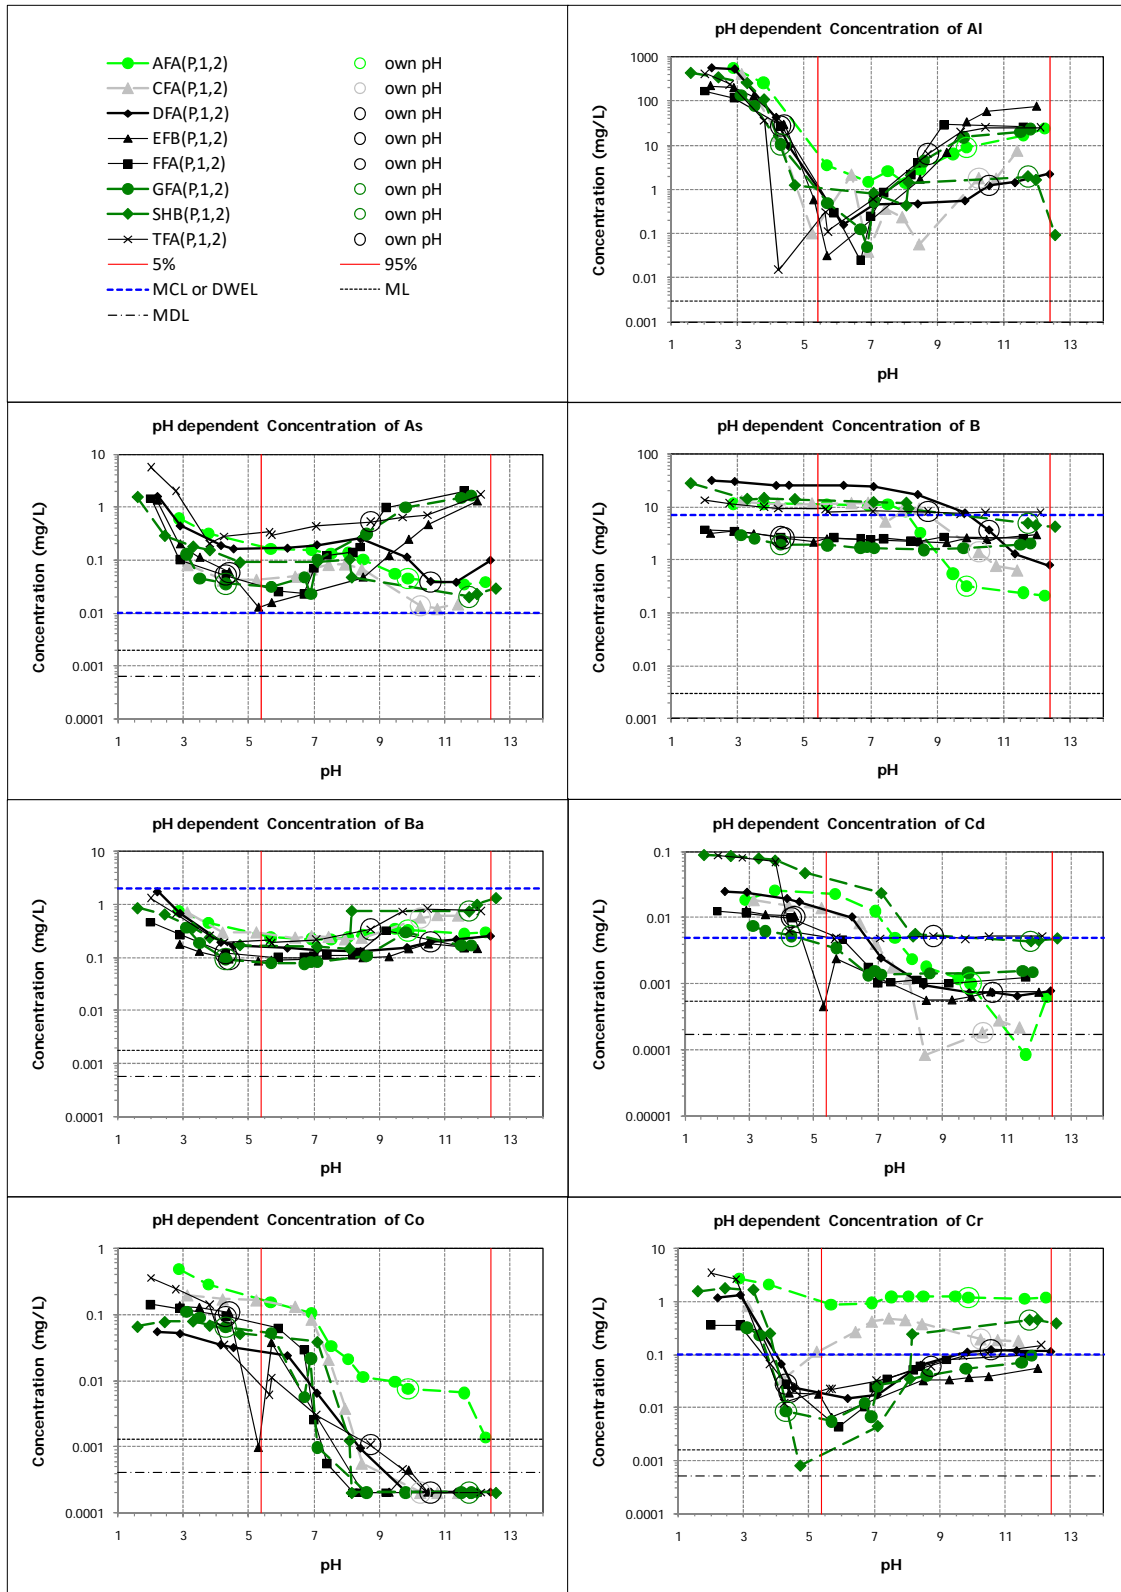 AFA(P,1,2) own pH
CFA(P,1,2) own pH
DFA(P,1,2) own pH
EFB(P,1,2) own pH
FFA(P,1,2) own pH
GFA(P,1,2) own pH
SHB(P,1,2) own pH
TFA(P,1,2) own pH
5% 95%
MCL or DWEL ML
MDL
pH dependent Concentration of Al
Concentration (mg/L)
1000
100
10
1
0.1
0.01
0.001
1 3 5 7 9 11 13
pH
pH dependent Concentration of As
Concentration (mg/L)
10
1
0.1
0.01
0.001
0.0001
1 3 5 7 9 11 13
pH
pH dependent Concentration of B
Concentration (mg/L)
100
10
1
0.1
0.01
0.001
1 3 5 7 9 11 13
pH
pH dependent Concentration of Ba
Concentration (mg/L)
10
1
0.1
0.01
0.001
0.0001
1 3 5 7 9 11 13
pH
pH dependent Concentration of Cd
Concentration (mg/L)
0.1
0.01
0.001
0.0001
0.00001
1 3 5 7 9 11 13
pH
pH dependent Concentration of Co
Concentration (mg/L)
1
0.1
0.01
0.001
0.0001
1 3 5 7 9 11 13
pH
pH dependent Concentration of Cr
Concentration (mg/L)
10
1
0.1
0.01
0.001
0.0001
1 3 5 7 9 11 13
pH